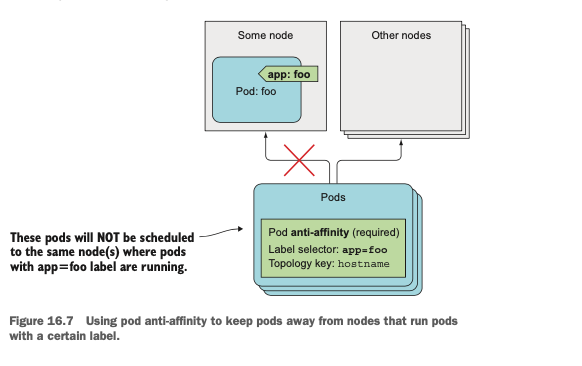 Some node
Other nodes
app: foo
Pod: foo
Pods
Pod anti-affinity (required)
Label selector: app=foo
Topology key: hostname
These pods will NOT be scheduled
to the same node(s) where pods
with app=foo label are running.
Figure 16.7 Using pod anti-affinity to keep pods away from nodes that run pods
with a certain label.